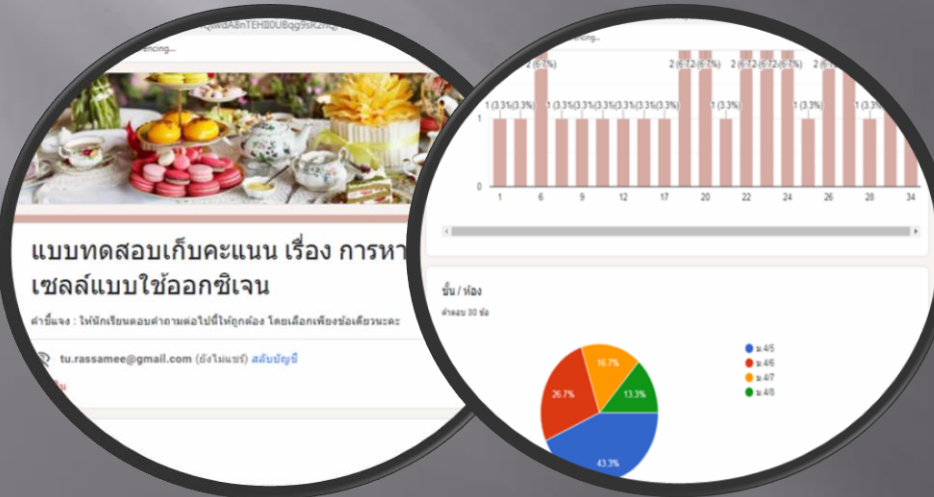 แบบทดสอบเก็บคะแนน เรื่อง การหา
เซลล์แบบใช้ออกซิเจน
คำชี้แจง : ให้นักเรียนตอบคำถามต่อไปนี้ให้ถูกต้อง โดยเลือกเพียงข้อเดียวนะคะ
tu.rassamee@gmail.com (ยังไม่แชร์) สลับบัญชี
2 (6.7%)
1 (3.3%)
1
0
1 6 9 12 17 20 22 24 26 28 34
ชั้น / ห้อง
คำตอบ 30 ข้อ
ม.4/5
ม.4/6
ม.4/7
ม.4/8
16.7%
26.7%
13.3%
43.3%